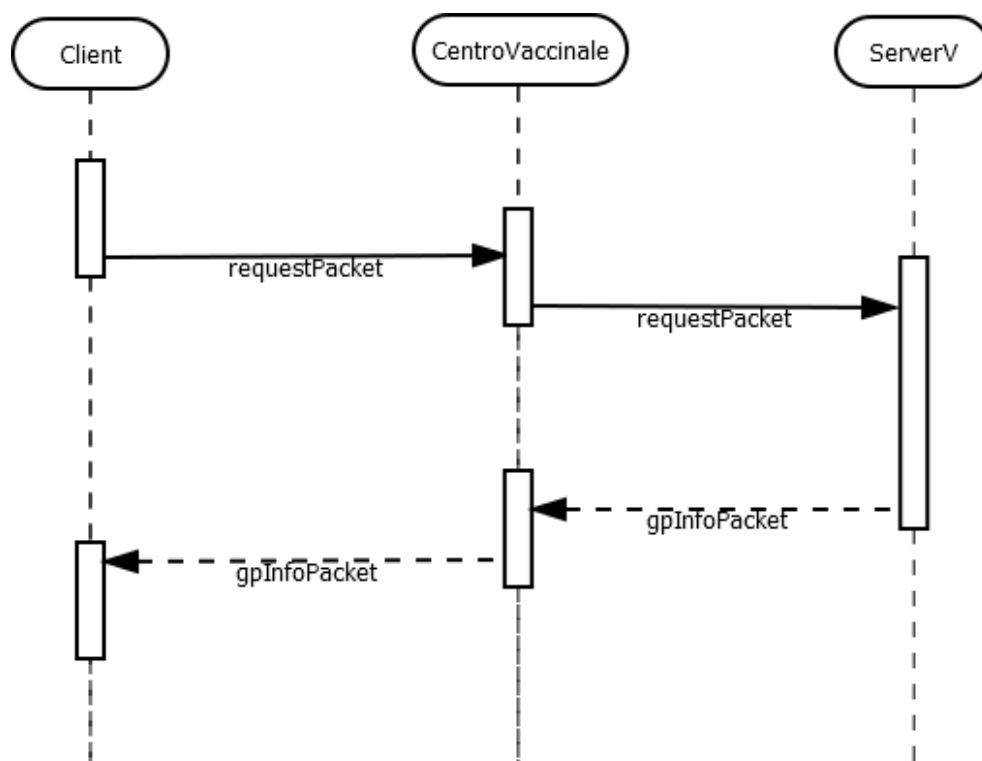 Client
CentroVaccinale
ServerV
requestPacket
requestPacket
gpInfoPacket
gpInfoPacket